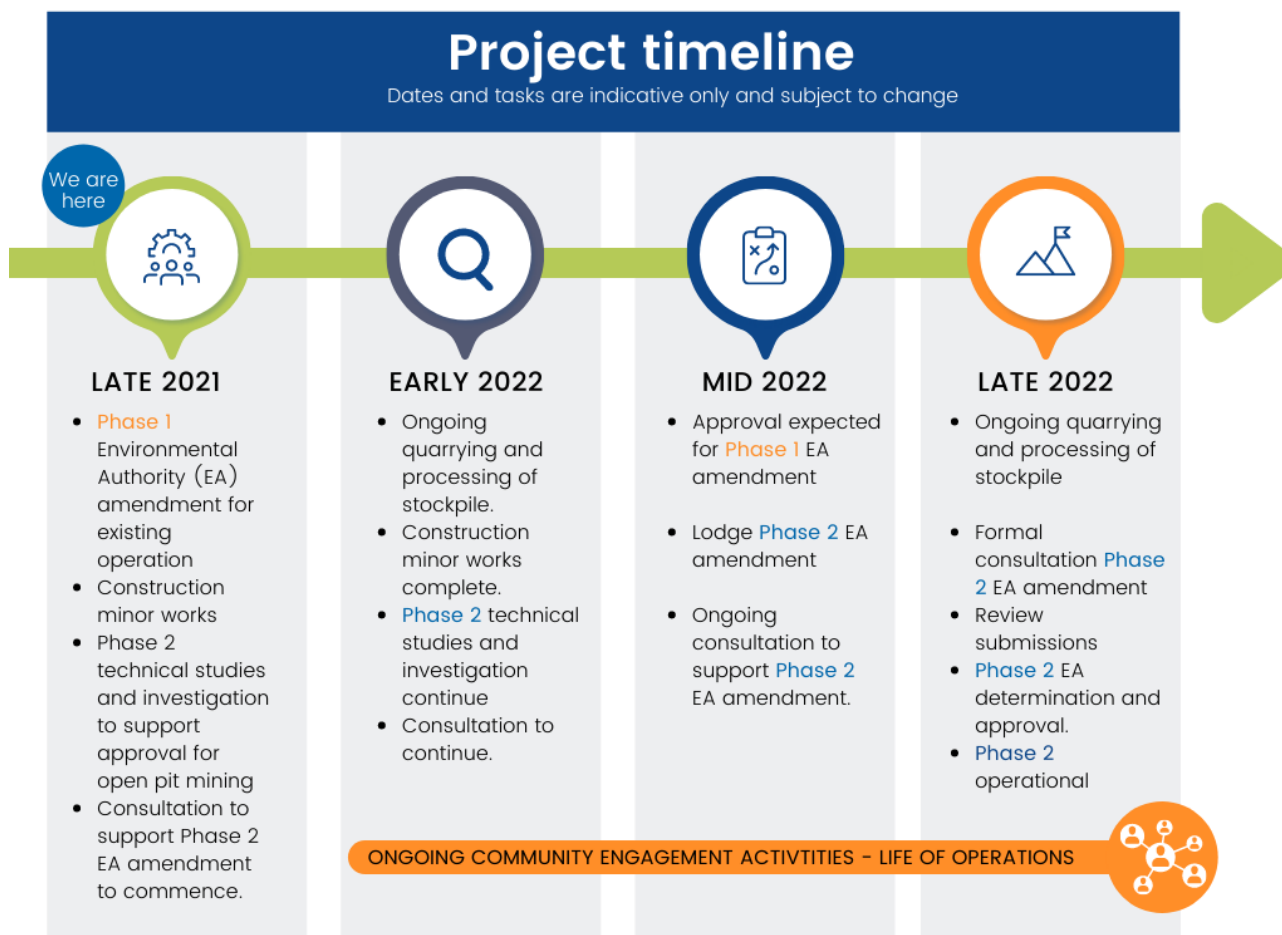 Project timeline
Dates and tasks are indicative only and subject to change
We are
here
LATE 2021
• Phase 1
Environmental
Authority (EA)
amendment for
existing
operation
• Construction
minor works
• Phase 2
technical studies
and investigation
to support
approval for
open pit mining
• Consultation to
support Phase 2
EA amendment
to commence.
EARLY 2022
• Ongoing
quarrying and
processing of
stockpile.
• Construction
minor works
complete.
• Phase 2 technical
studies and
investigation
continue
• Consultation to
continue.
MID 2022
• Approval expected
for Phase 1 EA
amendment
• Lodge Phase 2 EA
amendment
• Ongoing
consultation to
support Phase 2
EA amendment.
LATE 2022
• Ongoing quarrying
and processing of
stockpile
• Formal
consultation Phase
2 EA amendment
• Review
submissions
• Phase 2 EA
determination and
approval.
• Phase 2
operational
ONGOING COMMUNITY ENGAGEMENT ACTIVTITIES - LIFE OF OPERATIONS